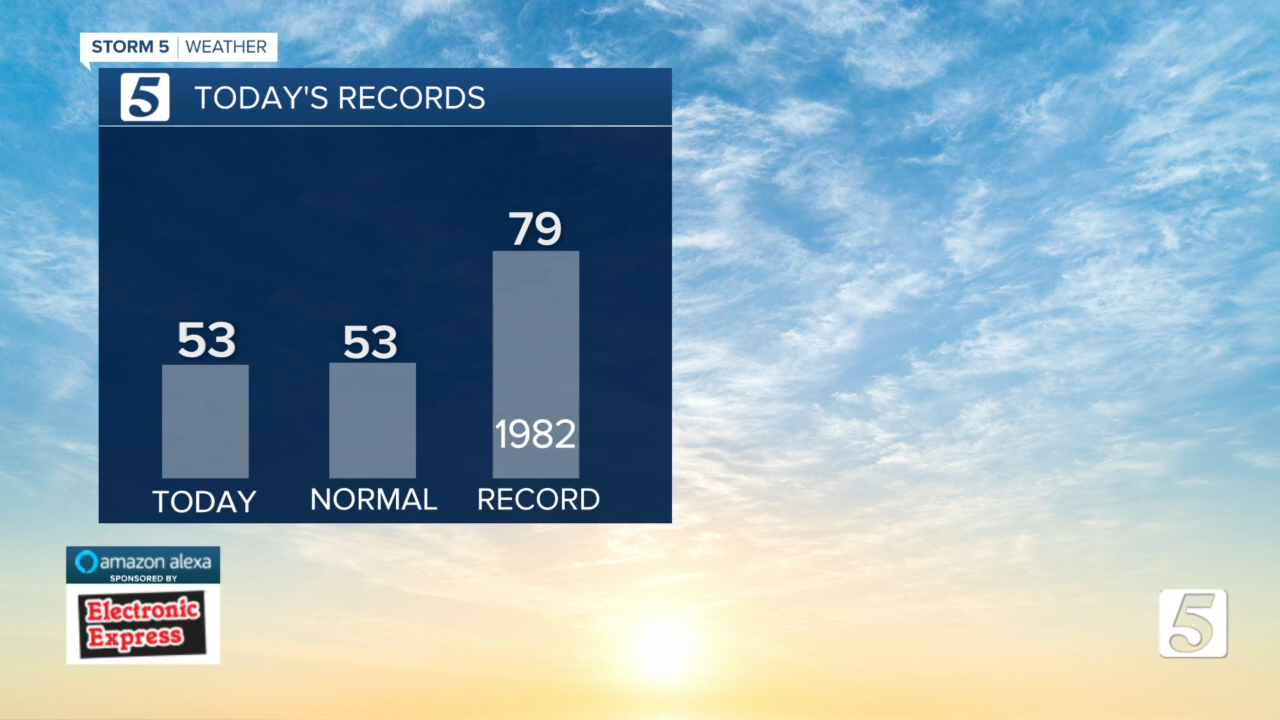 STORM 5 | WEATHER
5 TODAY'S RECORDS
79
53 53
1982
TODAY NORMAL RECORD
amazon alexa
SPONSORED BY
Electronic
Express
5